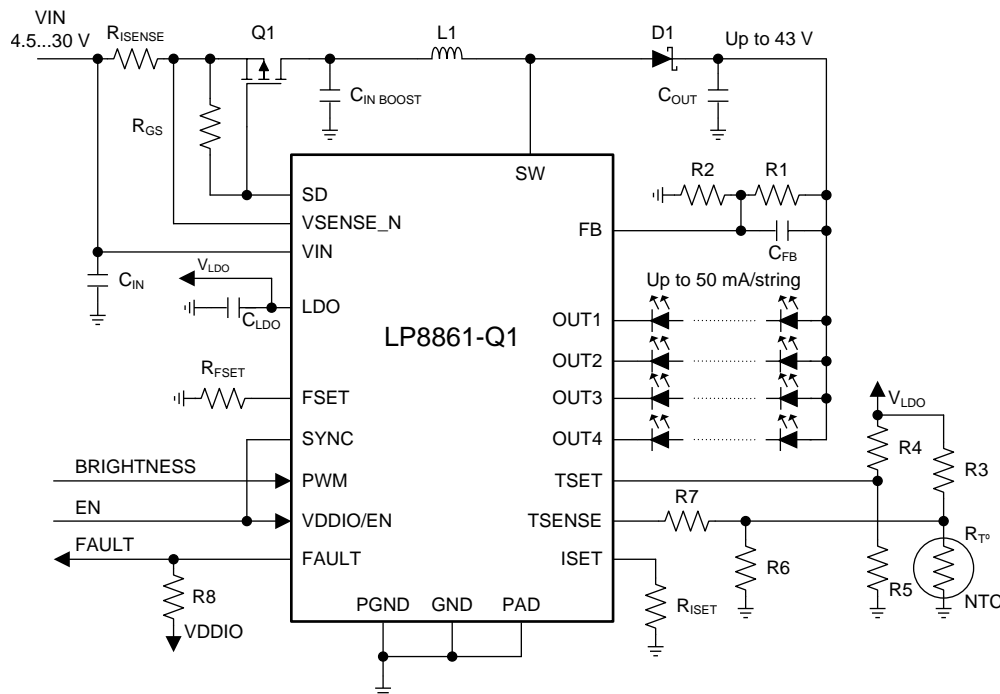 VIN
4.5...30 V
RISENSE
Q1
L1
D1
Up to 43 V
CIN BOOST
COUT
RGS
SW
R2
R1
SD
VSENSE_N
FB
VIN
CFB
CIN
VLDO
Up to 50 mA/string
LDO
CLDO
OUT1
LP8861-Q1
OUT2
RFSET
FSET
OUT3
VLDO
SYNC
OUT4
R4
R3
BRIGHTNESS
PWM
TSET
EN
VDDIO/EN
TSENSE
R7
RT°
FAULT
FAULT
ISET
R6
R5
R8
NTC
PGND
GND
PAD
RISET
VDDIO